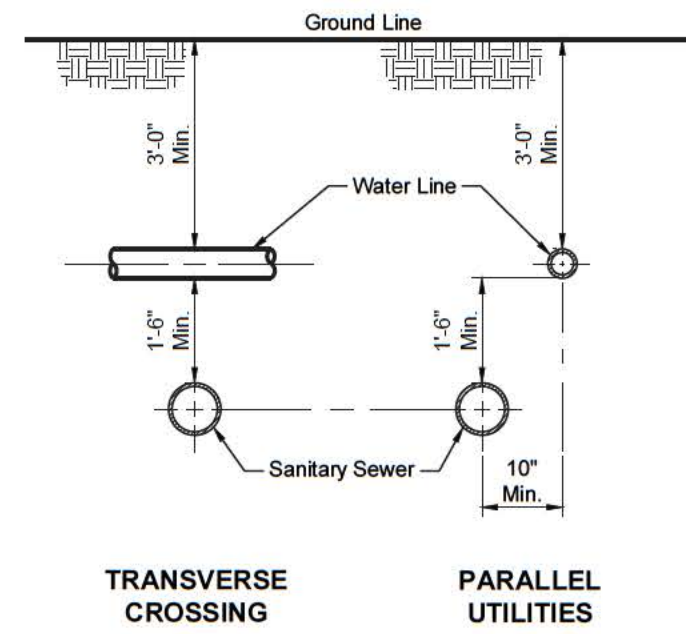 Ground Line
3'-0"
Min.
3'-0"
Min.
Water Line
1'-6"
Min.
1'-6"
Min.
Sanitary Sewer
10"
Min.
TRANSVERSE
CROSSING
PARALLEL
UTILITIES